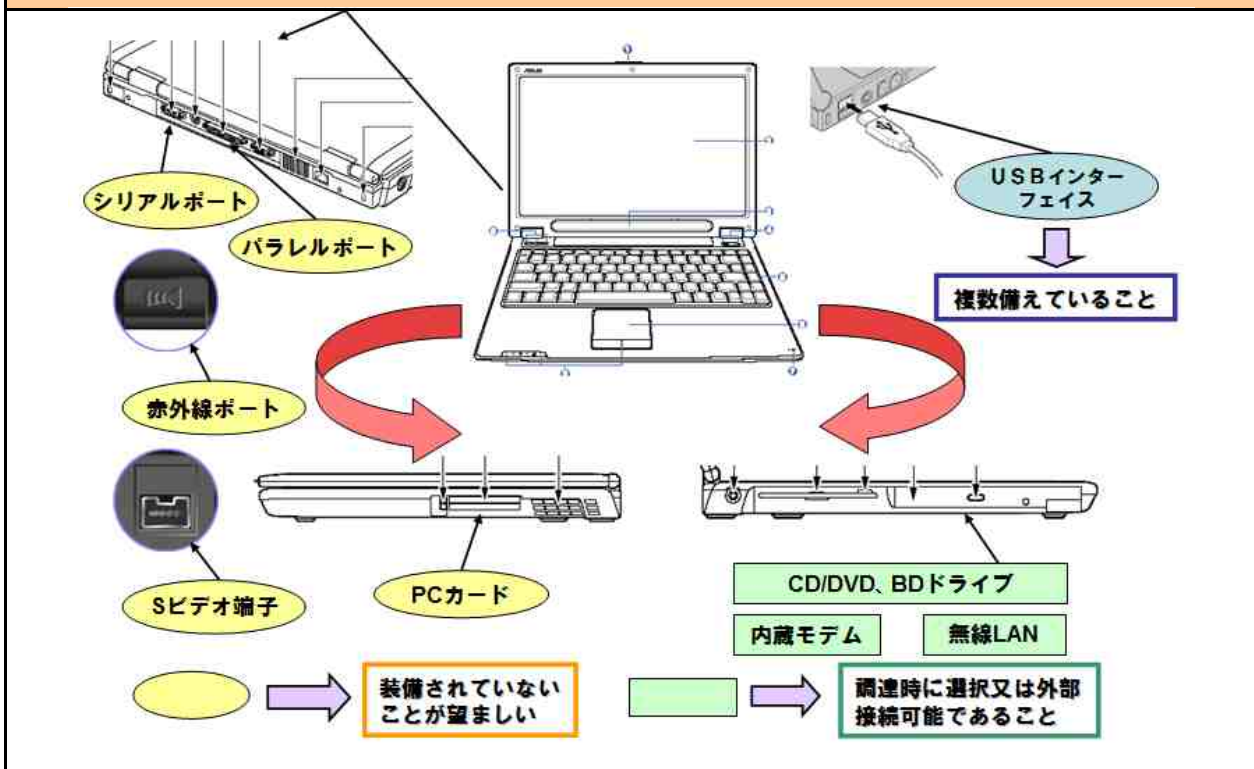 シリアルポート
パラレルポート
赤外線ポート
Sビデオ端子
ASUS
USBインター
フェイス
複数備えていること
PCカード
CD/DVD、BDドライブ
内蔵モデム
無線LAN
装備されていない
ことが望ましい
調達時に選択又は外部
接続可能であること